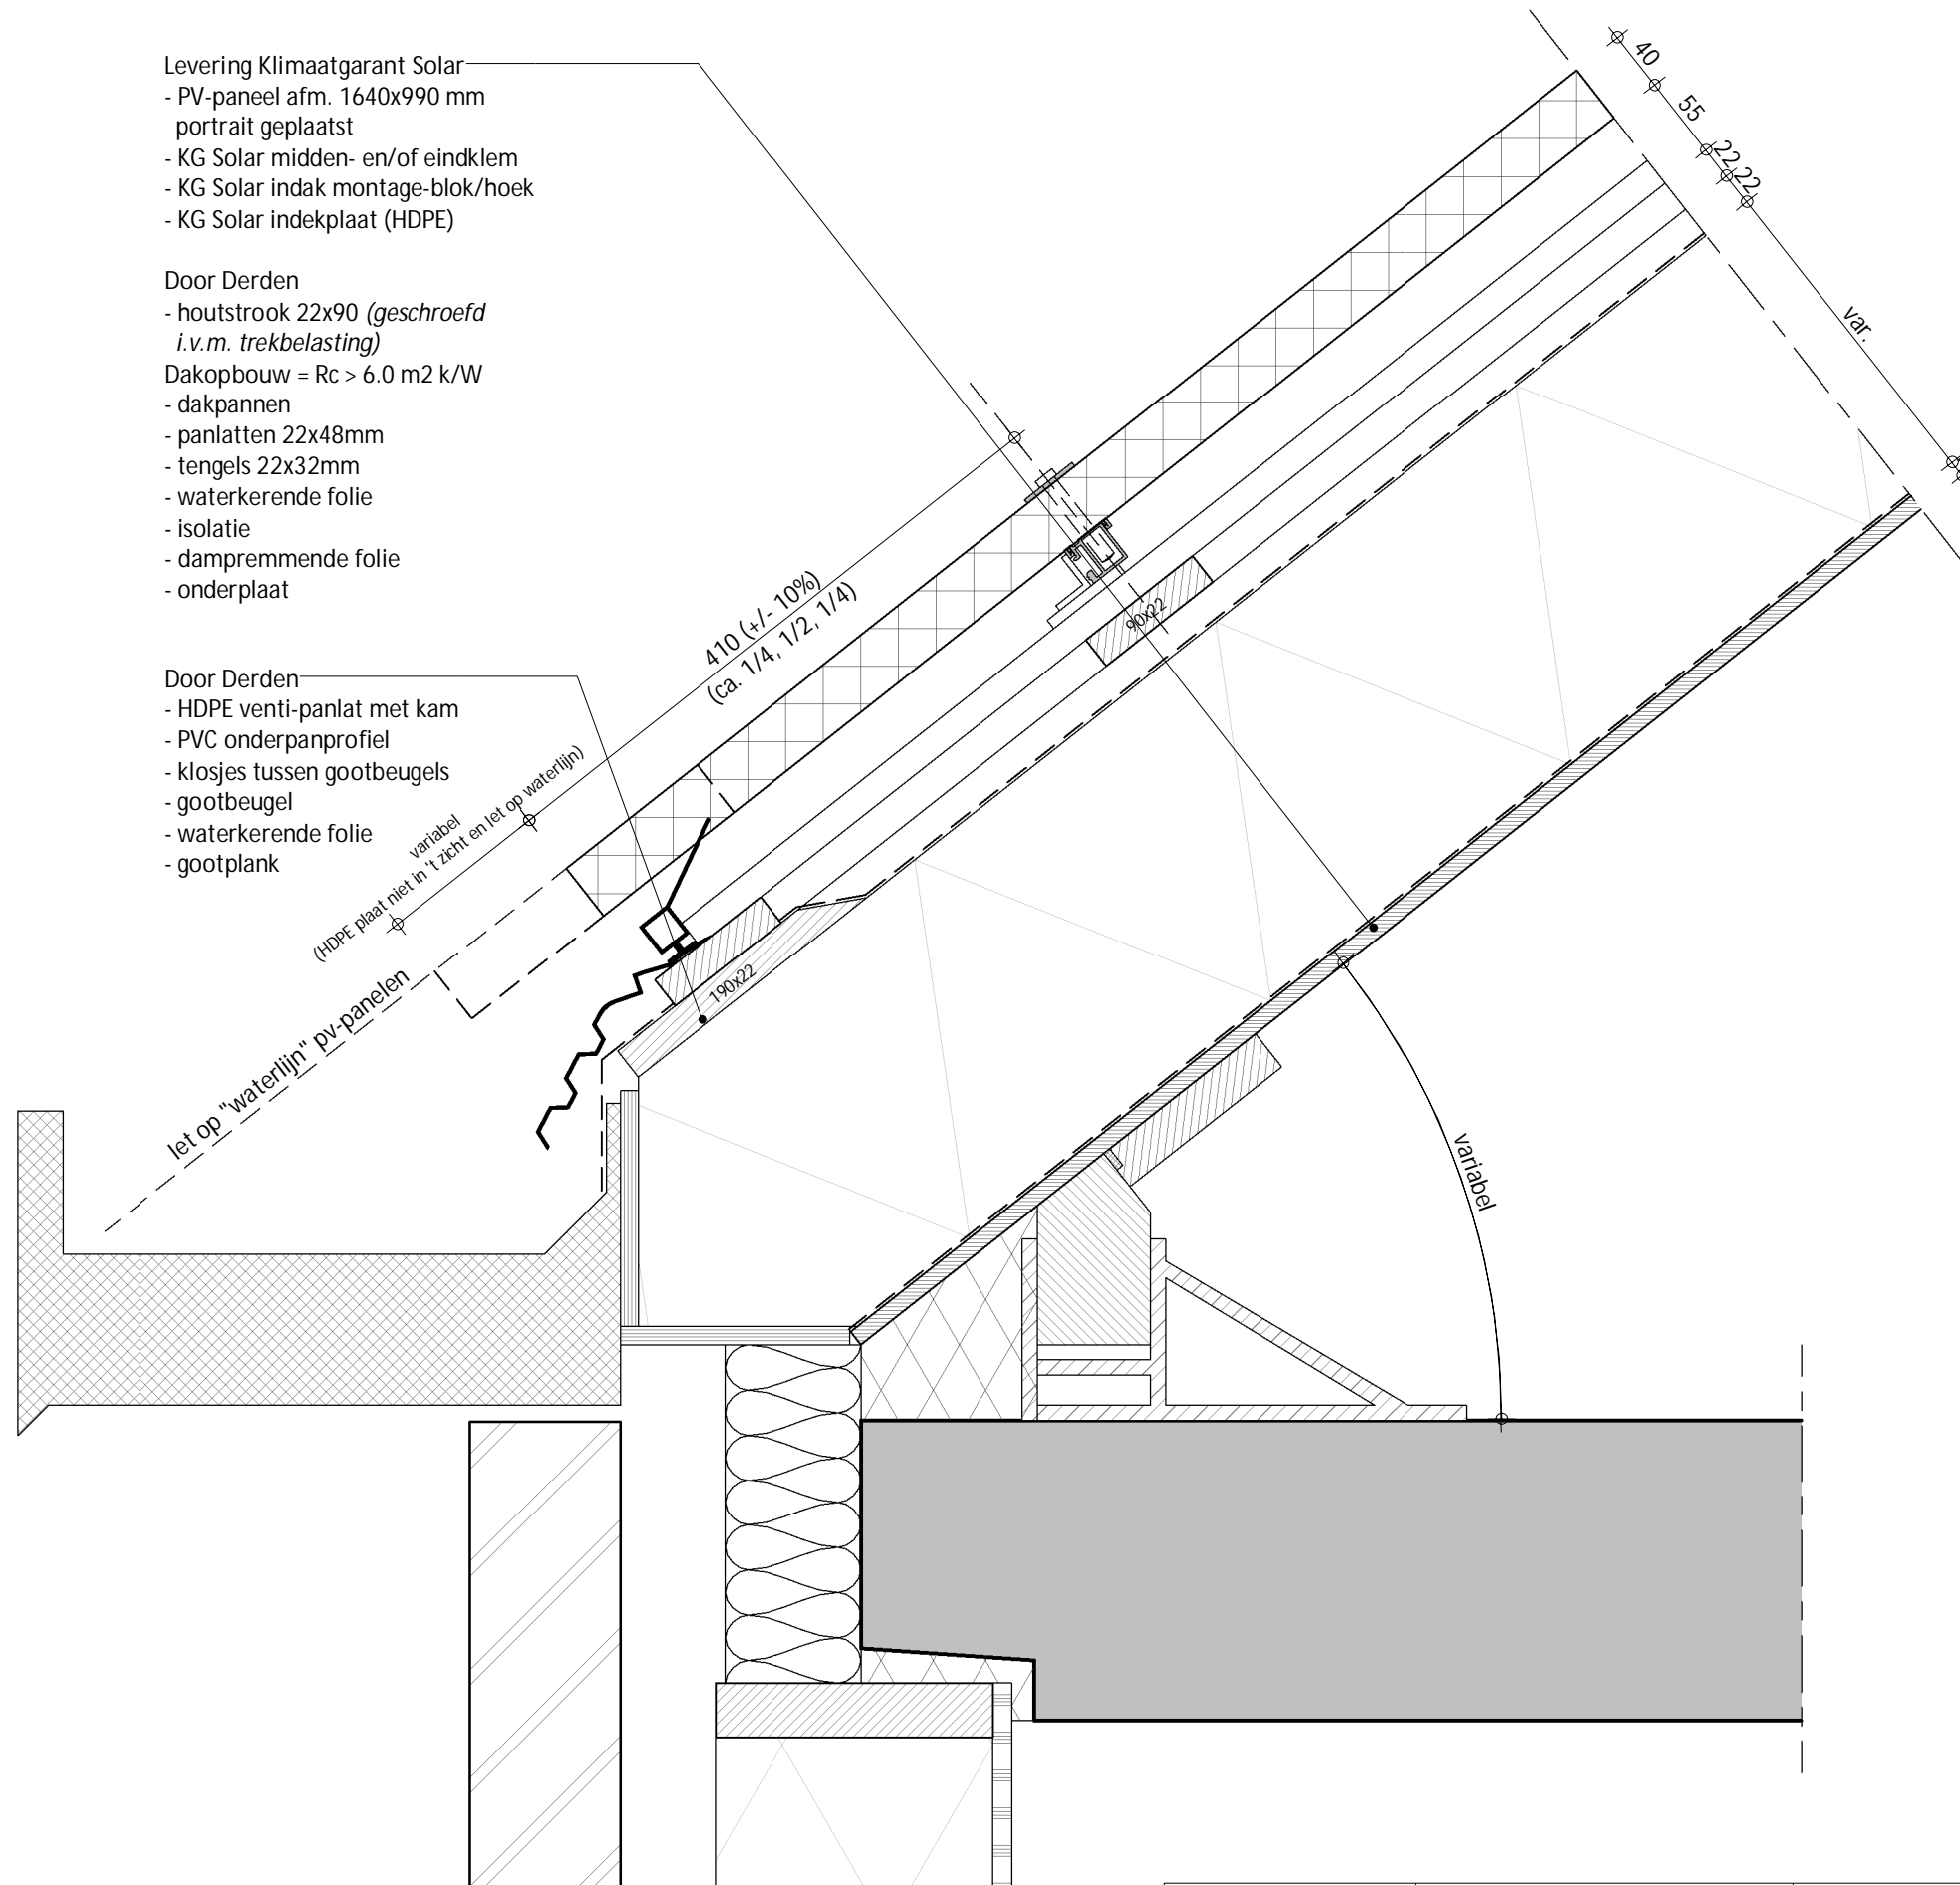 Levering Klimaatgarant Solar
- PV-paneel afm. 1640x990 mm
portrait geplaatst
- KG Solar midden- en/of eindklem
- KG Solar indak montage-blok/hoek
- KG Solar indekplaat (HDPE)
Door Derden
- houtstrook 22x90 (geschroefd
i.v.m. trekbelasting)
Dakopbouw = Rc > 6.0 m2 k/W
- dakpannen
- panlatten 22x48mm
- tengels 22x32mm
- waterkerende folie
- isolatie
- dampremmende folie
- onderplaat
Door Derden
- HDPE venti-panlat met kam
- PVC onderpanprofiel
- klosjes tussen gootbeugels
- gootbeugel
- waterkerende folie
- gootplank
40
55
22
22
var.
410 (+/- 10%)
(ca. 1/4, 1/2, 1/4)
90x22
variabel
(HDPE plaat niet in 't zicht en let op waterlijn)
190x22
let op "waterlijn" pv-panelen
variabel